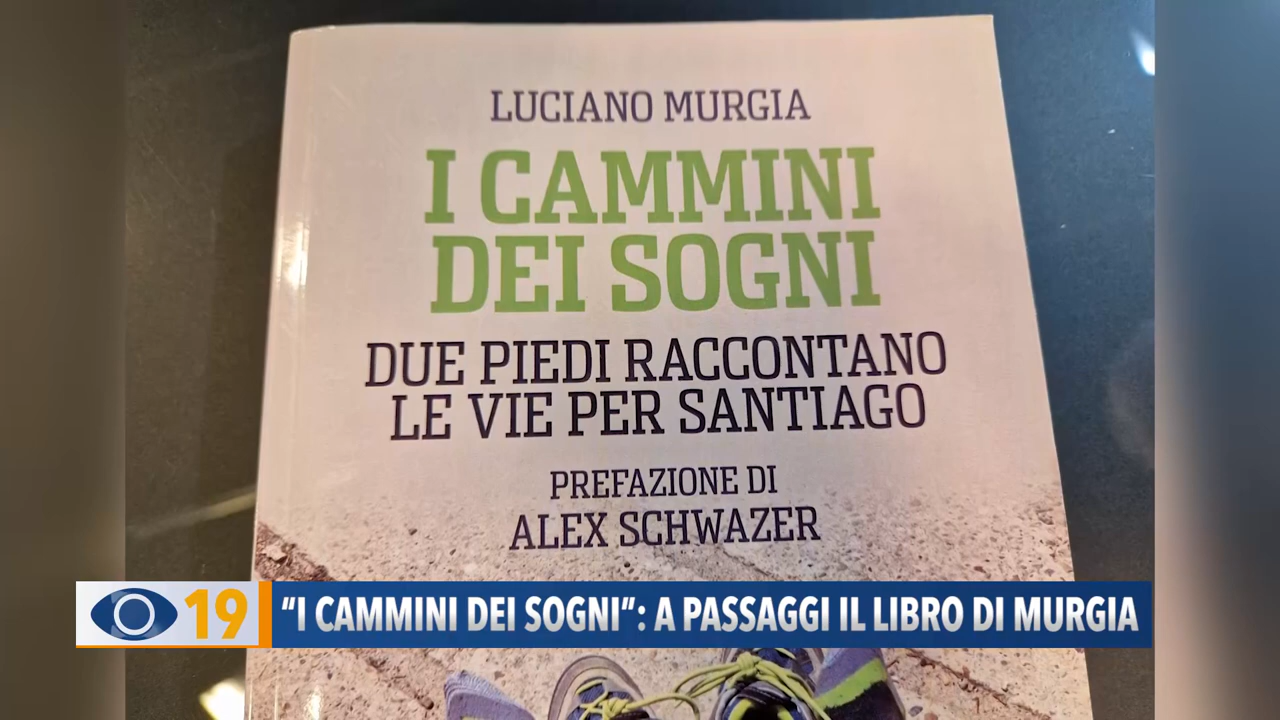 LUCIANO MURGIA
I CAMMINI
DEI SOGNI
DUE PIEDI RACCONTANO
LE VIE PER SANTIAGO
PREFAZIONE DI
ALEX SCHWAZER
19 “I CAMMINI DEI SOGNI“: A PASSAGGI IL LIBRO DI MURGIA